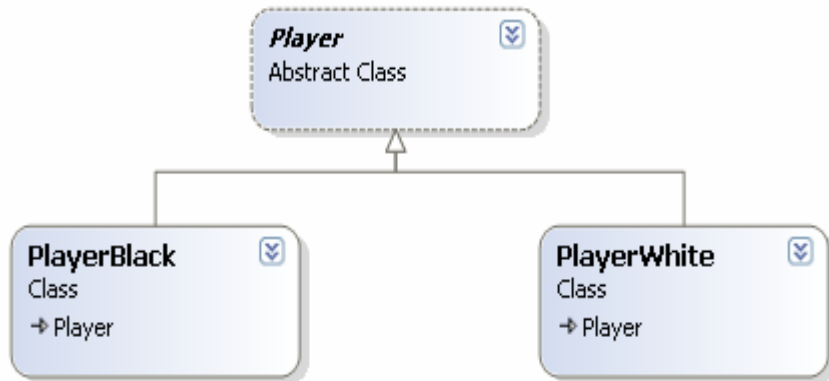 Player
Abstract Class
PlayerBlack
Class
Player
PlayerWhite
Class
Player